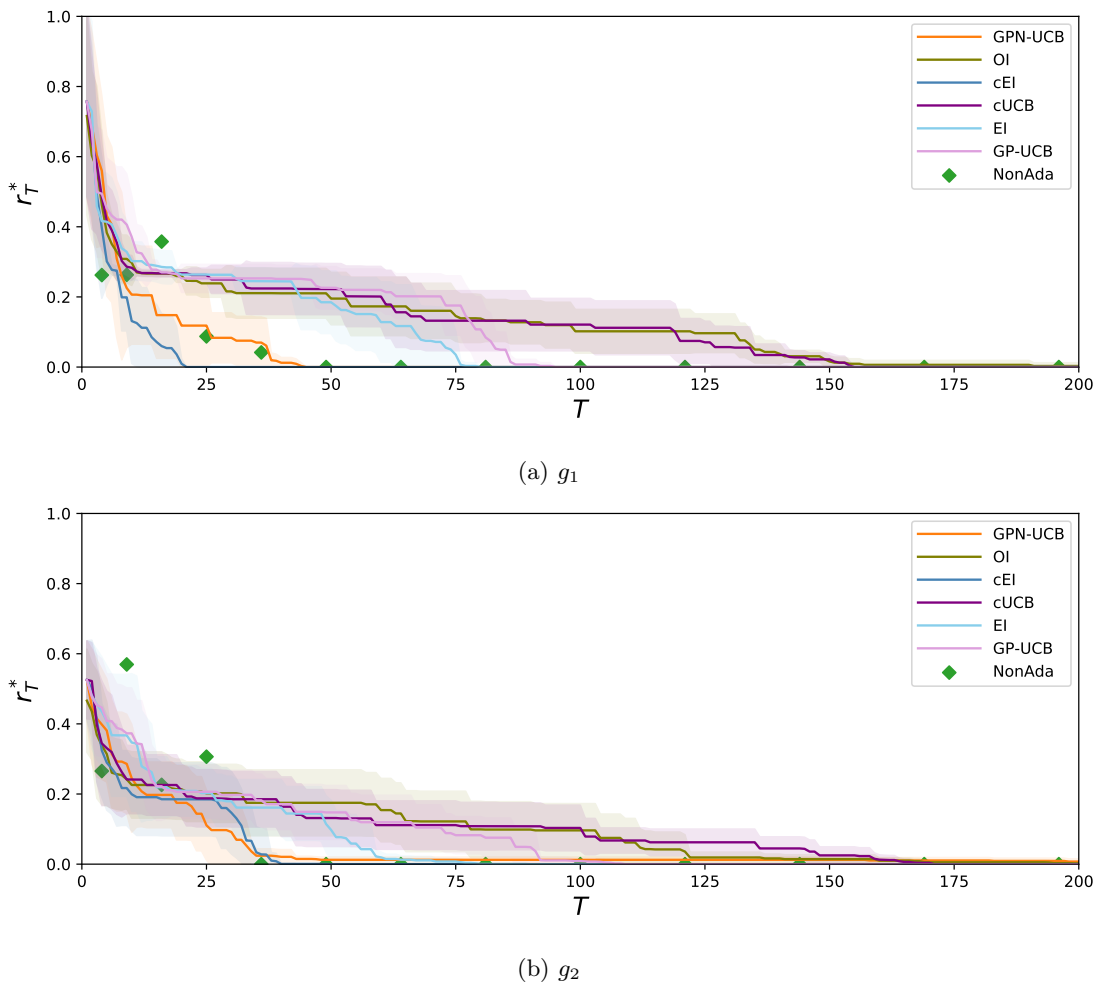 1.0
0.8
0.6
0.4
0.2
0.0
r*T
0 25 50 75 100 125 150 175 200
T
GPN-UCB
OI
cEI
cUCB
EI
GP-UCB
NonAda
(a) g1
1.0
0.8
0.6
0.4
0.2
0.0
r*T
0 25 50 75 100 125 150 175 200
T
GPN-UCB
OI
cEI
cUCB
EI
GP-UCB
NonAda
(b) g2